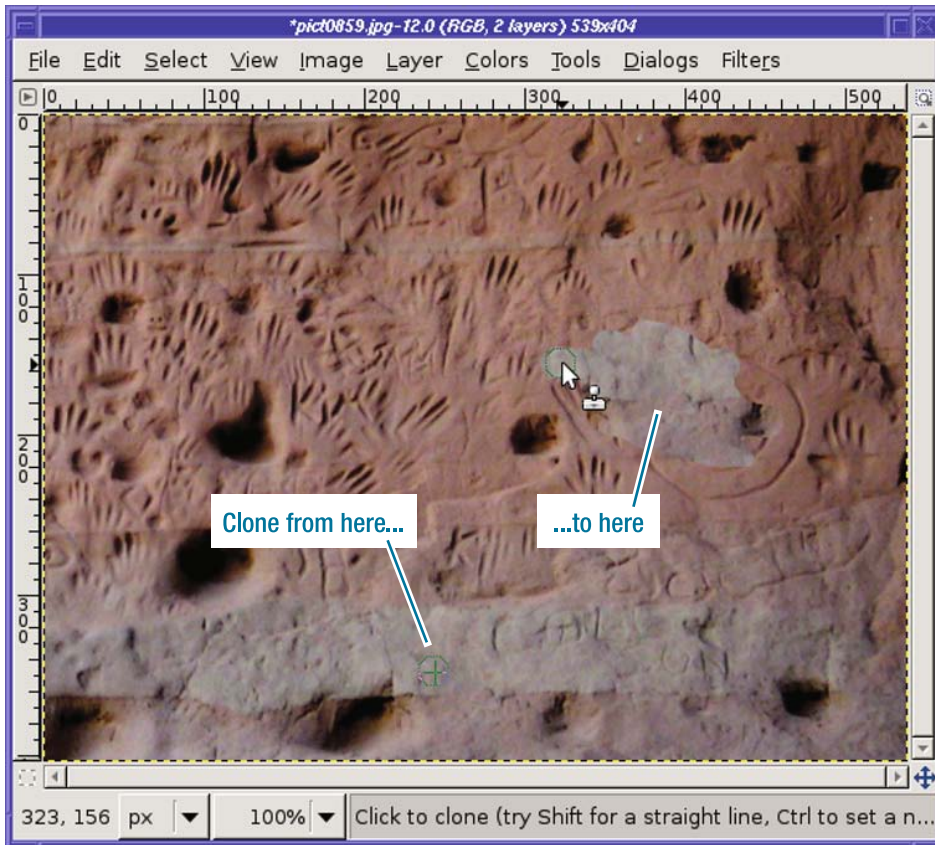 *pict0859.jpg-12.0 (RGB, 2 layers) 539x404
File Edit Select View Image Layer Colors Tools Dialogs Filters
0 100 200 300 400 500
0
100
200
300
Clone from here...
...to here
323, 156 px 100% Click to clone (try Shift for a straight line, Ctrl to set a n...